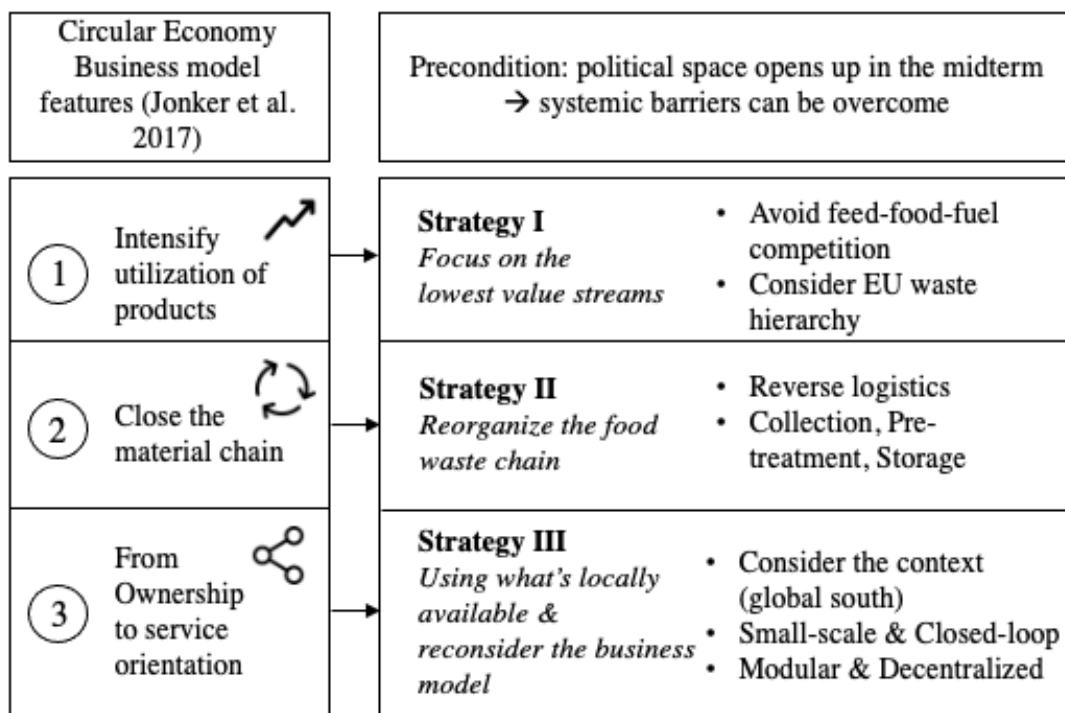 Circular Economy
Business model
features (Jonker et al.
2017)
Precondition: political space opens up in the midterm
→ systemic barriers can be overcome
1
Intensify
utilization of
products
Strategy I
Focus on the
lowest value streams
• Avoid feed-food-fuel
competition
• Consider EU waste
hierarchy
2
Close the
material chain
Strategy II
Reorganize the food
waste chain
• Reverse logistics
• Collection, Pre-
treatment, Storage
3
From
Ownership
to service
orientation
Strategy III
Using what's locally
available &
reconsider the business
model
• Consider the context
(global south)
• Small-scale & Closed-loop
• Modular & Decentralized